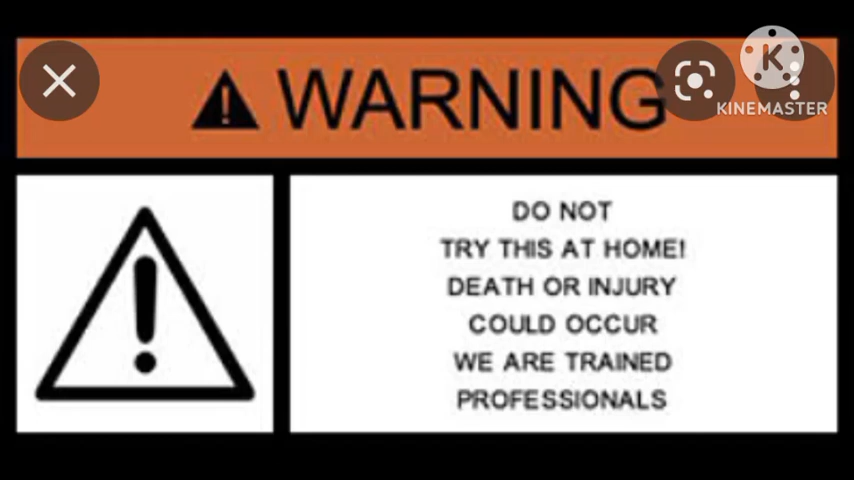 WARNING
K
KINEMASTER
DO NOT
TRY THIS AT HOME!
DEATH OR INJURY
COULD OCCUR
WE ARE TRAINED
PROFESSIONALS